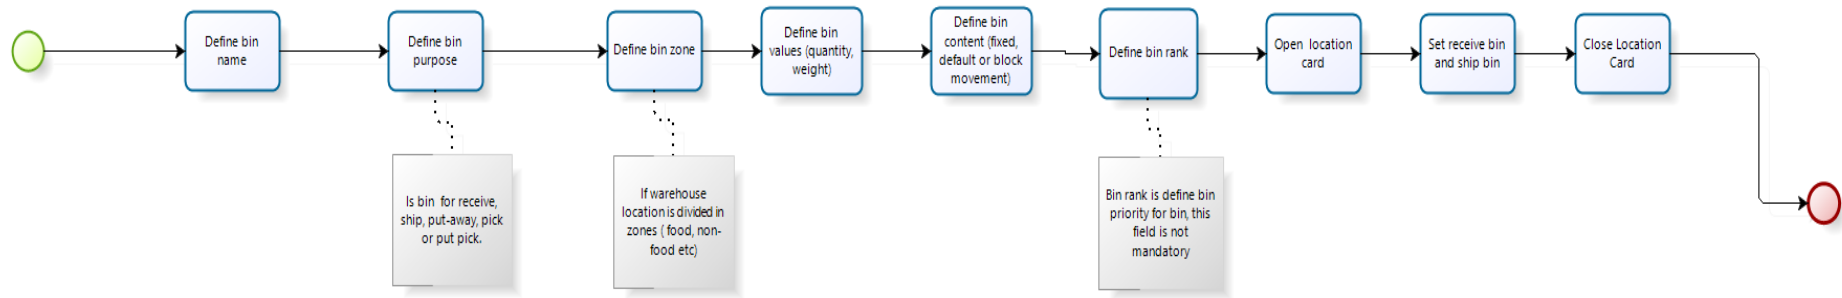 Define bin
name
Define bin
purpose
Define bin zone
Define bin
values (quantity,
weight)
Define bin
content (fixed,
default or block
movement)
Define bin rank
Open location
card
Set receive bin
and ship bin
Close Location
Card
Is bin for receive,
ship, put-away, pick
or put pick.
If warehouse
location is divided in
zones ( food, non-
food etc)
Bin rank is define bin
priority for bin, this
field is not
mandatory